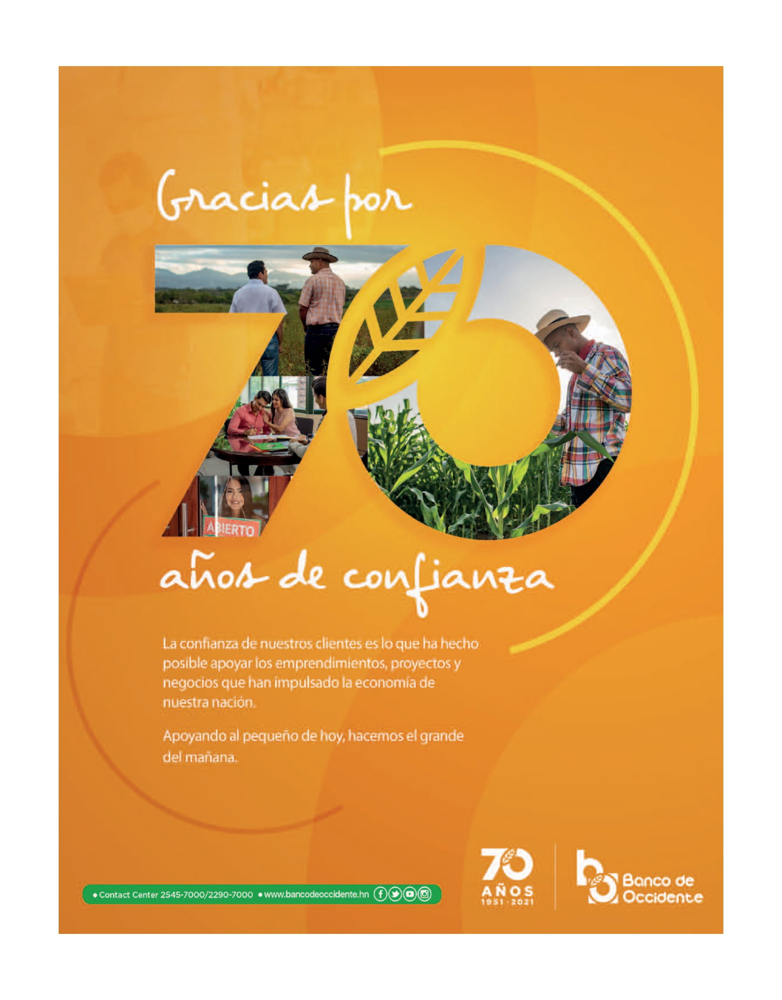 Gracias por
70
ABIERTO
años de confianza
La confianza de nuestros clientes es lo que ha hecho
posible apoyar los emprendimientos, proyectos y
negocios que han impulsado la economía de
nuestra nación.
Apoyando al pequeño de hoy, hacemos el grande
del mañana.
• Contact Center 2545-7000/2290-7000 • www.bancodeoccidente.hn
70
AÑOS
1951 - 2021
Banco de
Occidente